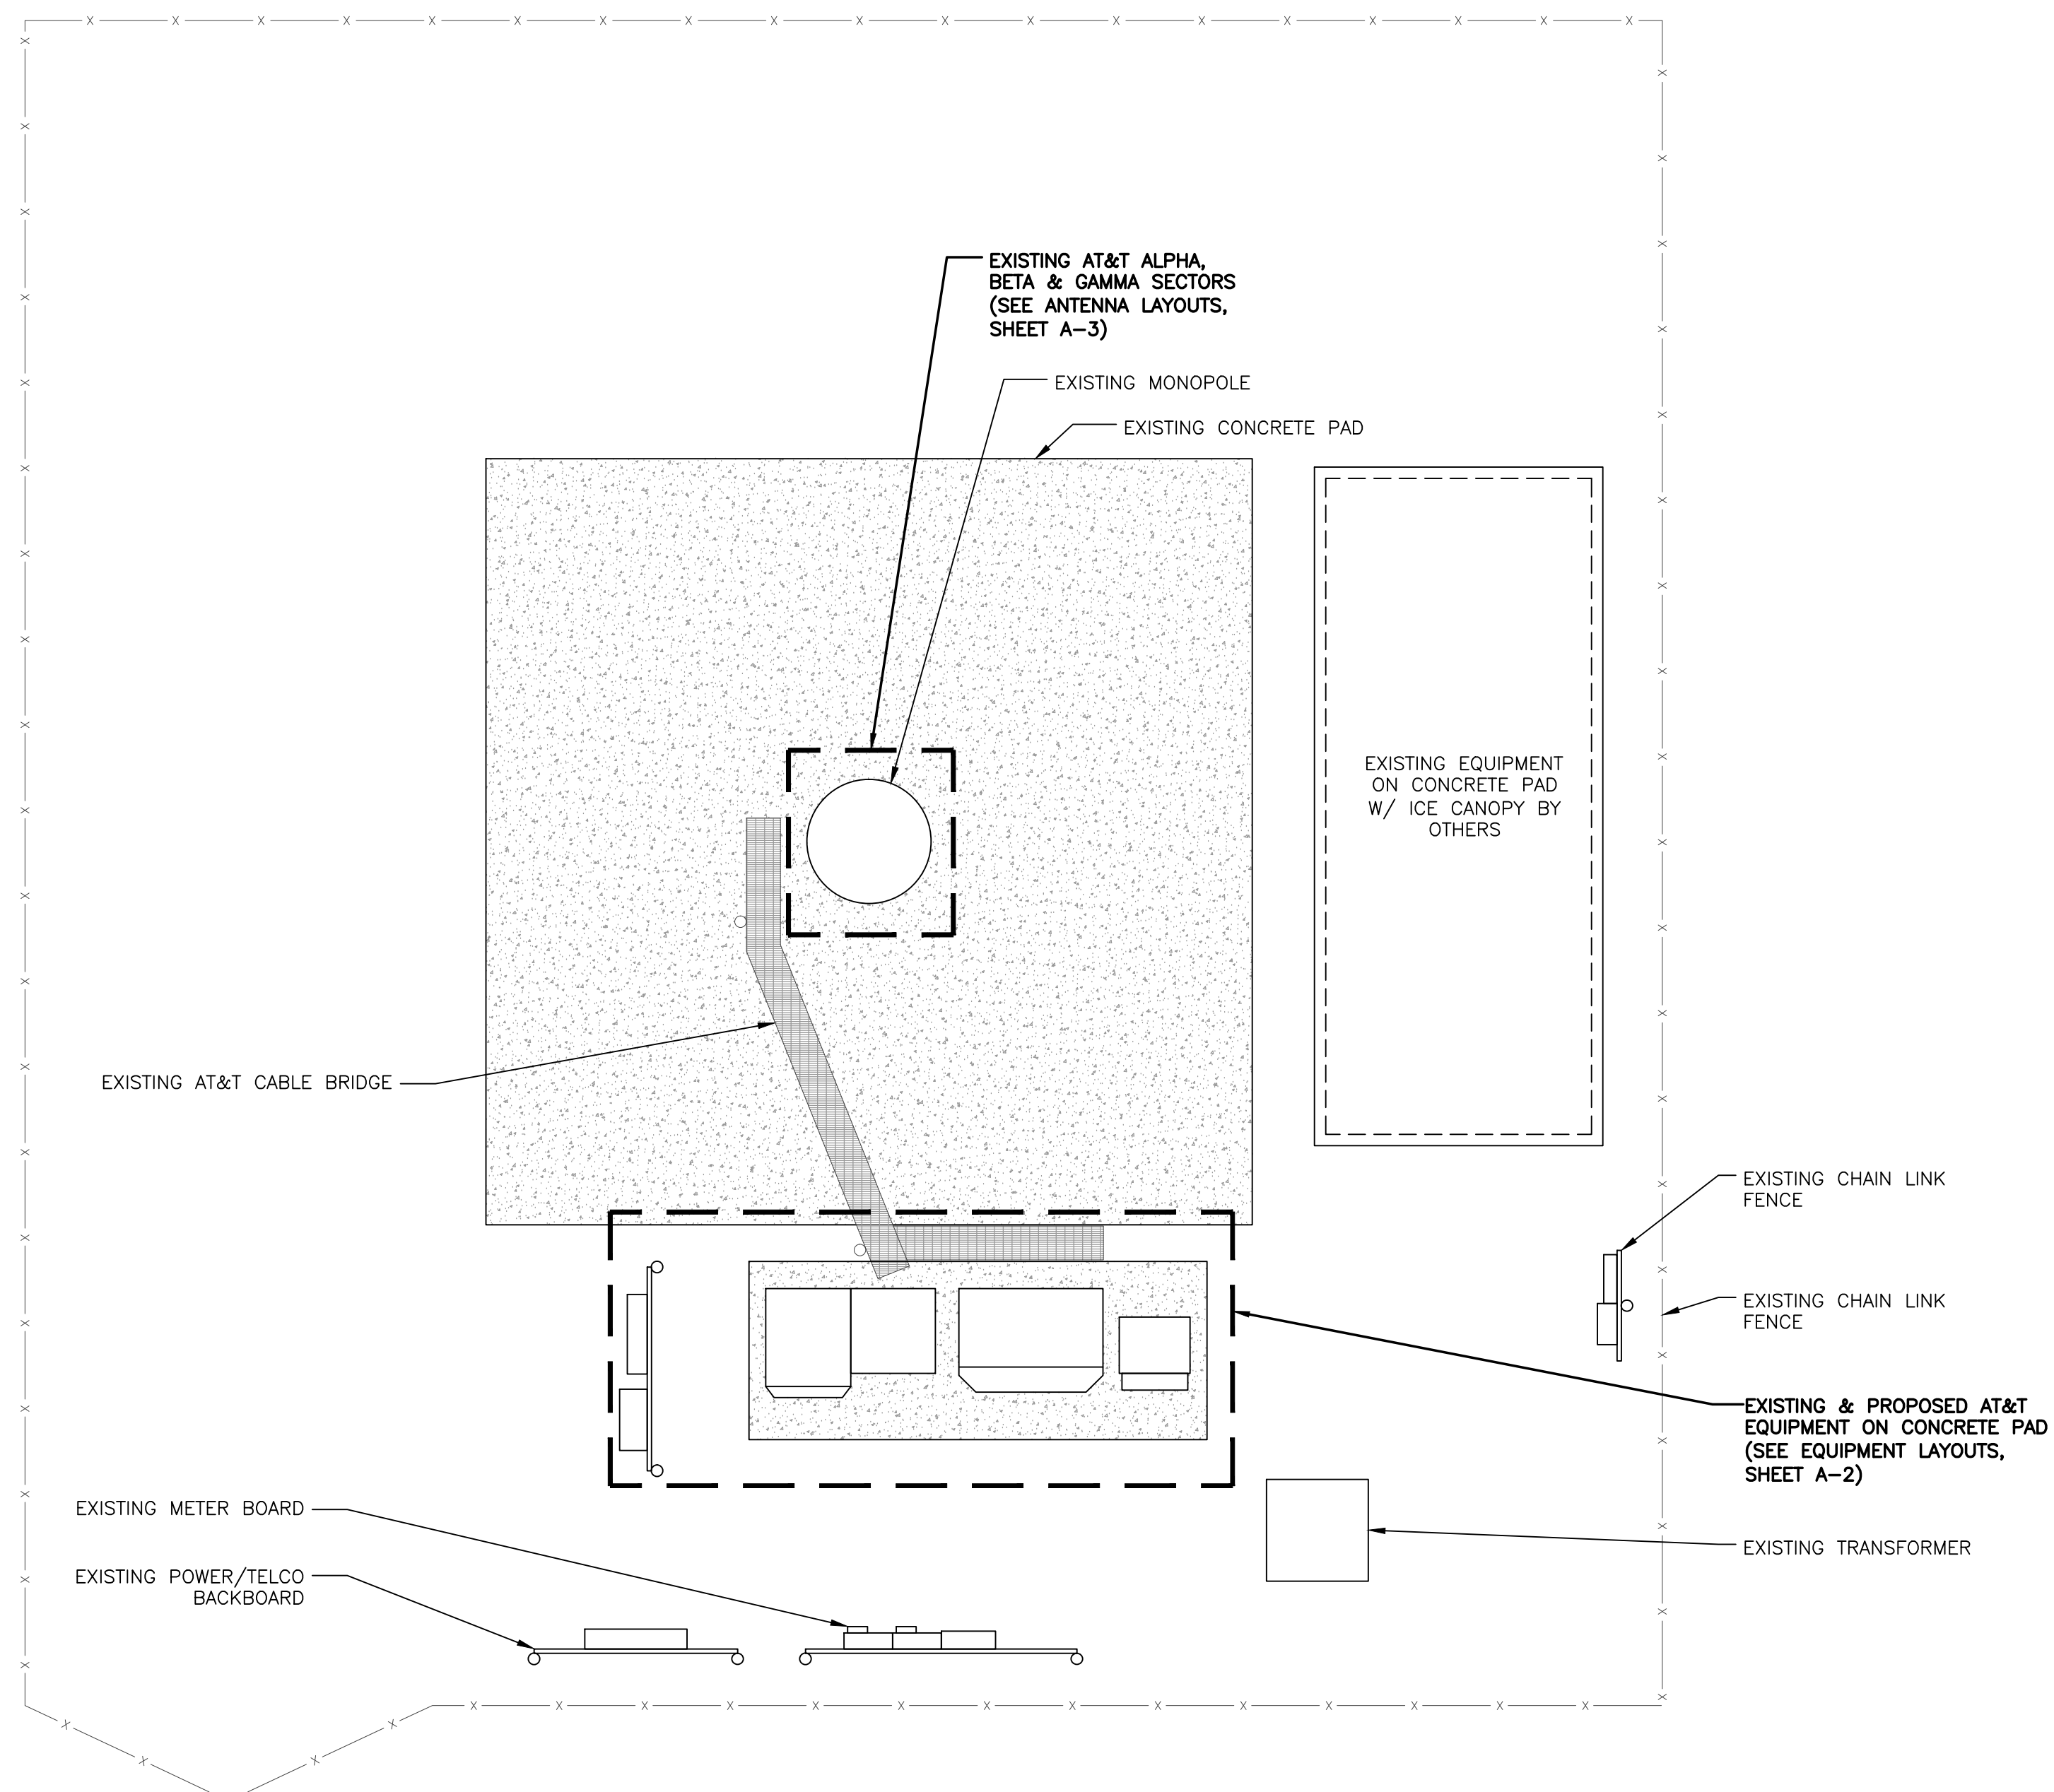 EXISTING AT&T ALPHA,
BETA & GAMMA SECTORS
(SEE ANTENNA LAYOUTS,
SHEET A-3)
EXISTING MONOPOLE
EXISTING CONCRETE PAD
EXISTING EQUIPMENT
ON CONCRETE PAD
W/ ICE CANOPY BY
OTHERS
EXISTING AT&T CABLE BRIDGE
EXISTING CHAIN LINK
FENCE
EXISTING CHAIN LINK
FENCE
EXISTING & PROPOSED AT&T
EQUIPMENT ON CONCRETE PAD
(SEE EQUIPMENT LAYOUTS,
SHEET A-2)
EXISTING METER BOARD
EXISTING TRANSFORMER
EXISTING POWER/TELCO
BACKBOARD